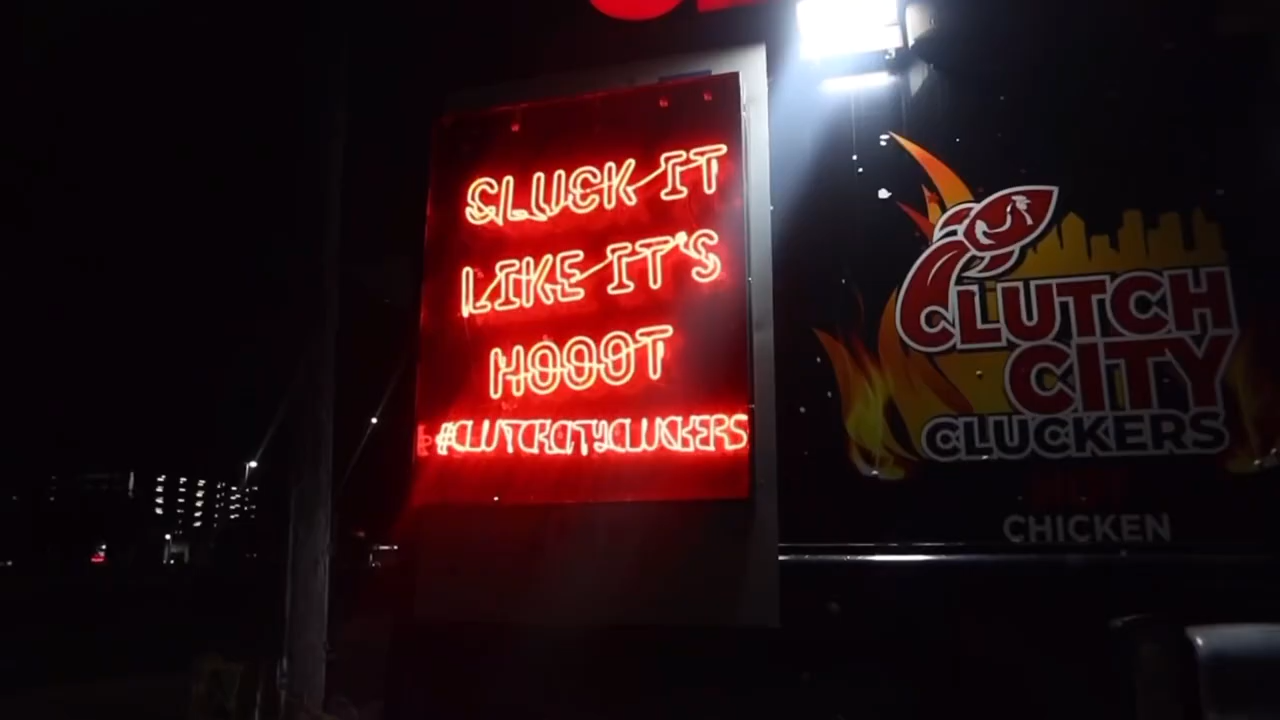 CLUCK IT
LIKE IT'S
HOOOT
#CLUTCHCITYCLUCKERS
CLUTCH
CITY
CLUCKERS
CHICKEN